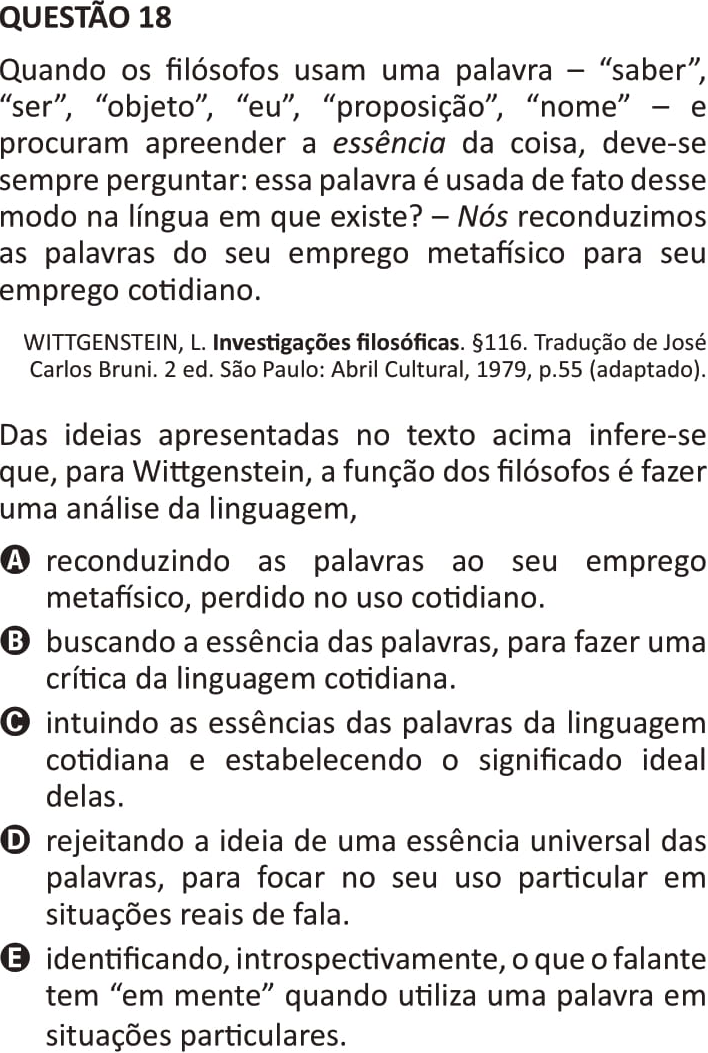 QUESTÃO 18
Quando os filósofos usam uma palavra – “saber”,
“ser”, “objeto”, “eu”, “proposição”, “nome” – e
procuram apreender a essência da coisa, deve-se
sempre perguntar: essa palavra é usada de fato desse
modo na língua em que existe? – Nós reconduzimos
as palavras do seu emprego metafísico para seu
emprego cotidiano.
WITTGENSTEIN, L. Investigações filosóficas. §116. Tradução de José
Carlos Bruni. 2 ed. São Paulo: Abril Cultural, 1979, p.55 (adaptado).
Das ideias apresentadas no texto acima infere-se
que, para Wittgenstein, a função dos filósofos é fazer
uma análise da linguagem,
A reconduzindo as palavras ao seu emprego
metafísico, perdido no uso cotidiano.
B buscando a essência das palavras, para fazer uma
crítica da linguagem cotidiana.
C intuindo as essências das palavras da linguagem
cotidiana e estabelecendo o significado ideal
delas.
D rejeitando a ideia de uma essência universal das
palavras, para focar no seu uso particular em
situações reais de fala.
E identificando, introspectivamente, o que o falante
tem “em mente” quando utiliza uma palavra em
situações particulares.